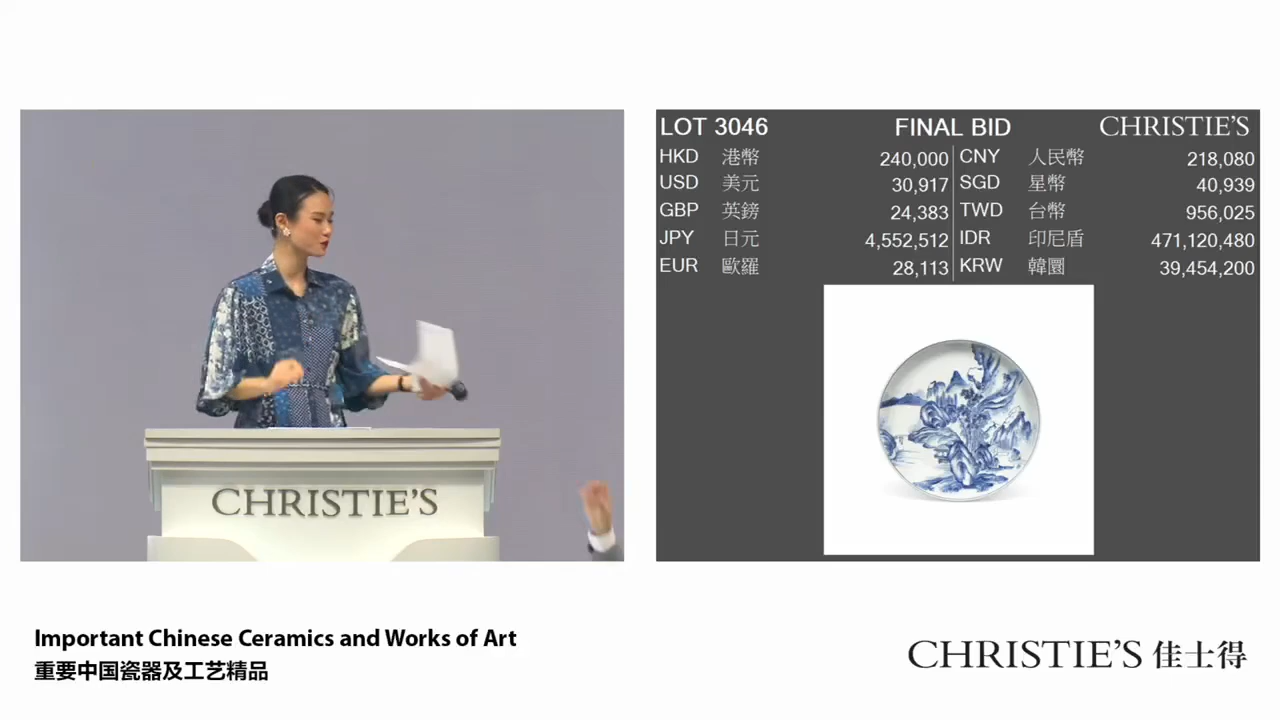 CHRISTIE'S
LOT 3046 FINAL BID CHRISTIE'S
HKD 港幣 240,000 CNY 人民幣 218,080
USD 美元 30,917 SGD 星幣 40,939
GBP 英鎊 24,383 TWD 台幣 956,025
JPY 日元 4,552,512 IDR 印尼盾 471,120,480
EUR 歐羅 28,113 KRW 韓圜 39,454,200
Important Chinese Ceramics and Works of Art
重要中国瓷器及工艺精品
CHRISTIE'S 佳士得